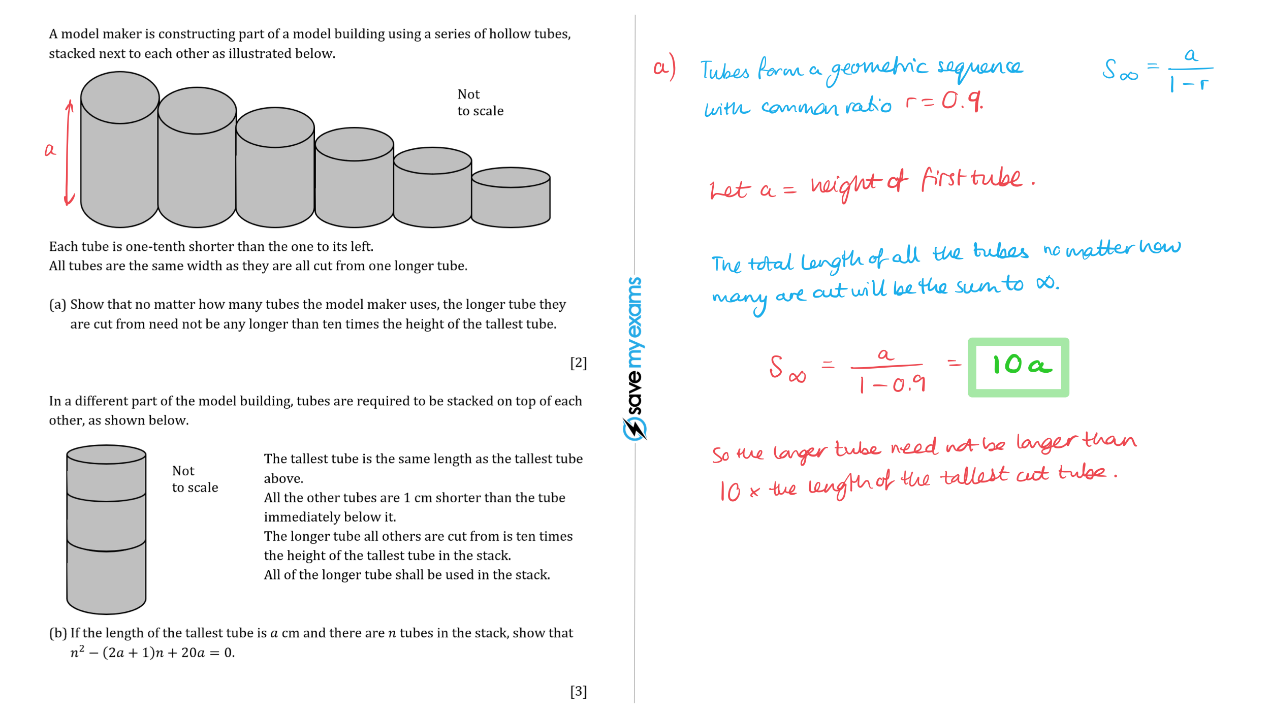 A model maker is constructing part of a model building using a series of hollow tubes,
stacked next to each other as illustrated below.
Not
to scale
a
Each tube is one-tenth shorter than the one to its left.
All tubes are the same width as they are all cut from one longer tube.
(a) Show that no matter how many tubes the model maker uses, the longer tube they
are cut from need not be any longer than ten times the height of the tallest tube.
[2]
In a different part of the model building, tubes are required to be stacked on top of each
other, as shown below.
Not
to scale
The tallest tube is the same length as the tallest tube
above.
All the other tubes are 1 cm shorter than the tube
immediately below it.
The longer tube all others are cut from is ten times
the height of the tallest tube in the stack.
All of the longer tube shall be used in the stack.
(b) If the length of the tallest tube is a cm and there are n tubes in the stack, show that
n² − (2a + 1)n + 20a = 0.
[3]
savemyexams
a) Tubes form a geometric sequence
with common ratio r = 0.9.
S∞ = a / (1 − r)
Let a = height of first tube.
The total length of all the tubes no matter how
many are cut will be the sum to ∞.
S∞ = a / (1 − 0.9) = 10a
So the larger tube need not be larger than
10 × the length of the tallest cut tube.